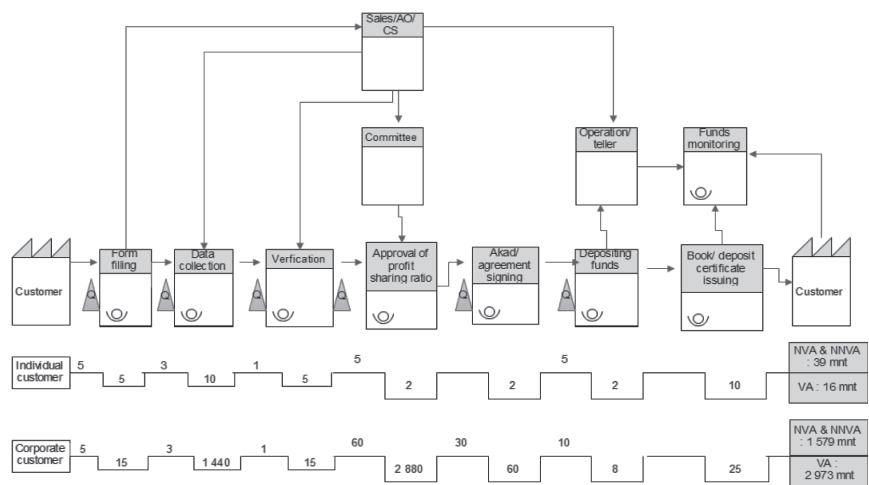 Sales/AO/
CS
Committee
Operation/
teller
Funds
monitoring
Customer
Form
filling
Data
collection
Verfication
Approval of
profit
sharing ratio
Akad/
agreement
signing
Depositing
funds
Book/ deposit
certificate
issuing
Customer
Q
Q
Q
Q
Q
Q
Individual
customer
5
5
3
10
1
5
5
2
2
5
2
10
NVA & NNVA
: 39 mnt
VA : 16 mnt
Corporate
customer
5
15
3
1 440
1
15
60
2 880
30
60
10
8
25
NVA & NNVA
: 1 579 mnt
VA :
2 973 mnt